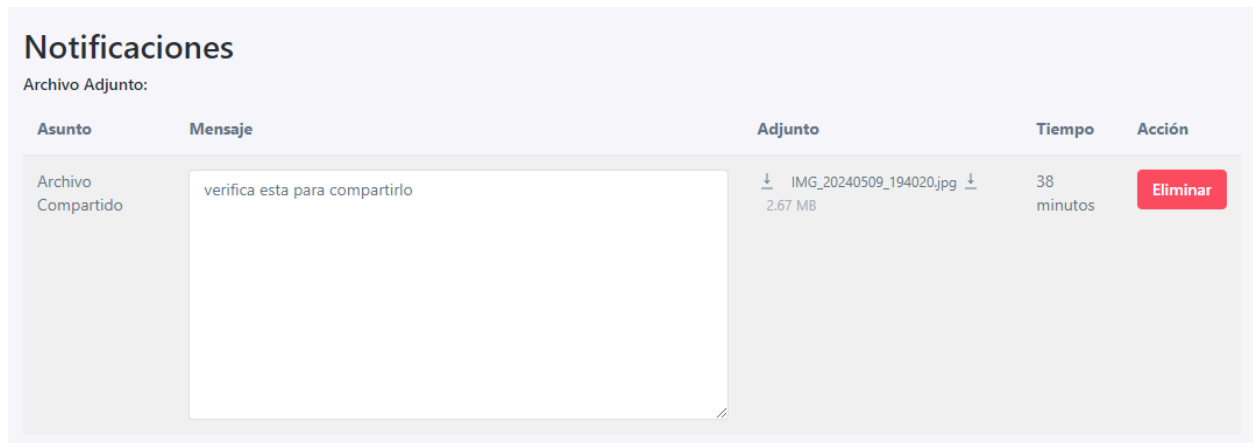 Notificaciones
Archivo Adjunto:
Asunto Mensaje Adjunto Tiempo Acción
Archivo
Compartido
verifica esta para compartirlo
IMG_20240509_194020.jpg
2.67 MB
38
minutos
Eliminar